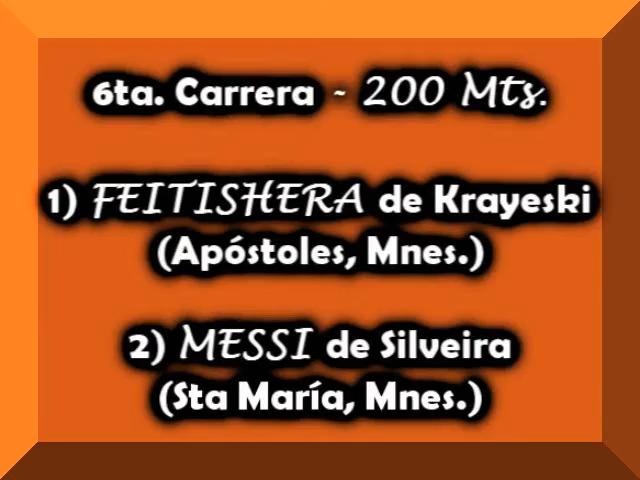 6ta. Carrera - 200 Mts.
1) FEITISHERA de Krayeski
(Apóstoles, Mnes.)
2) MESSI de Silveira
(Sta María, Mnes.)